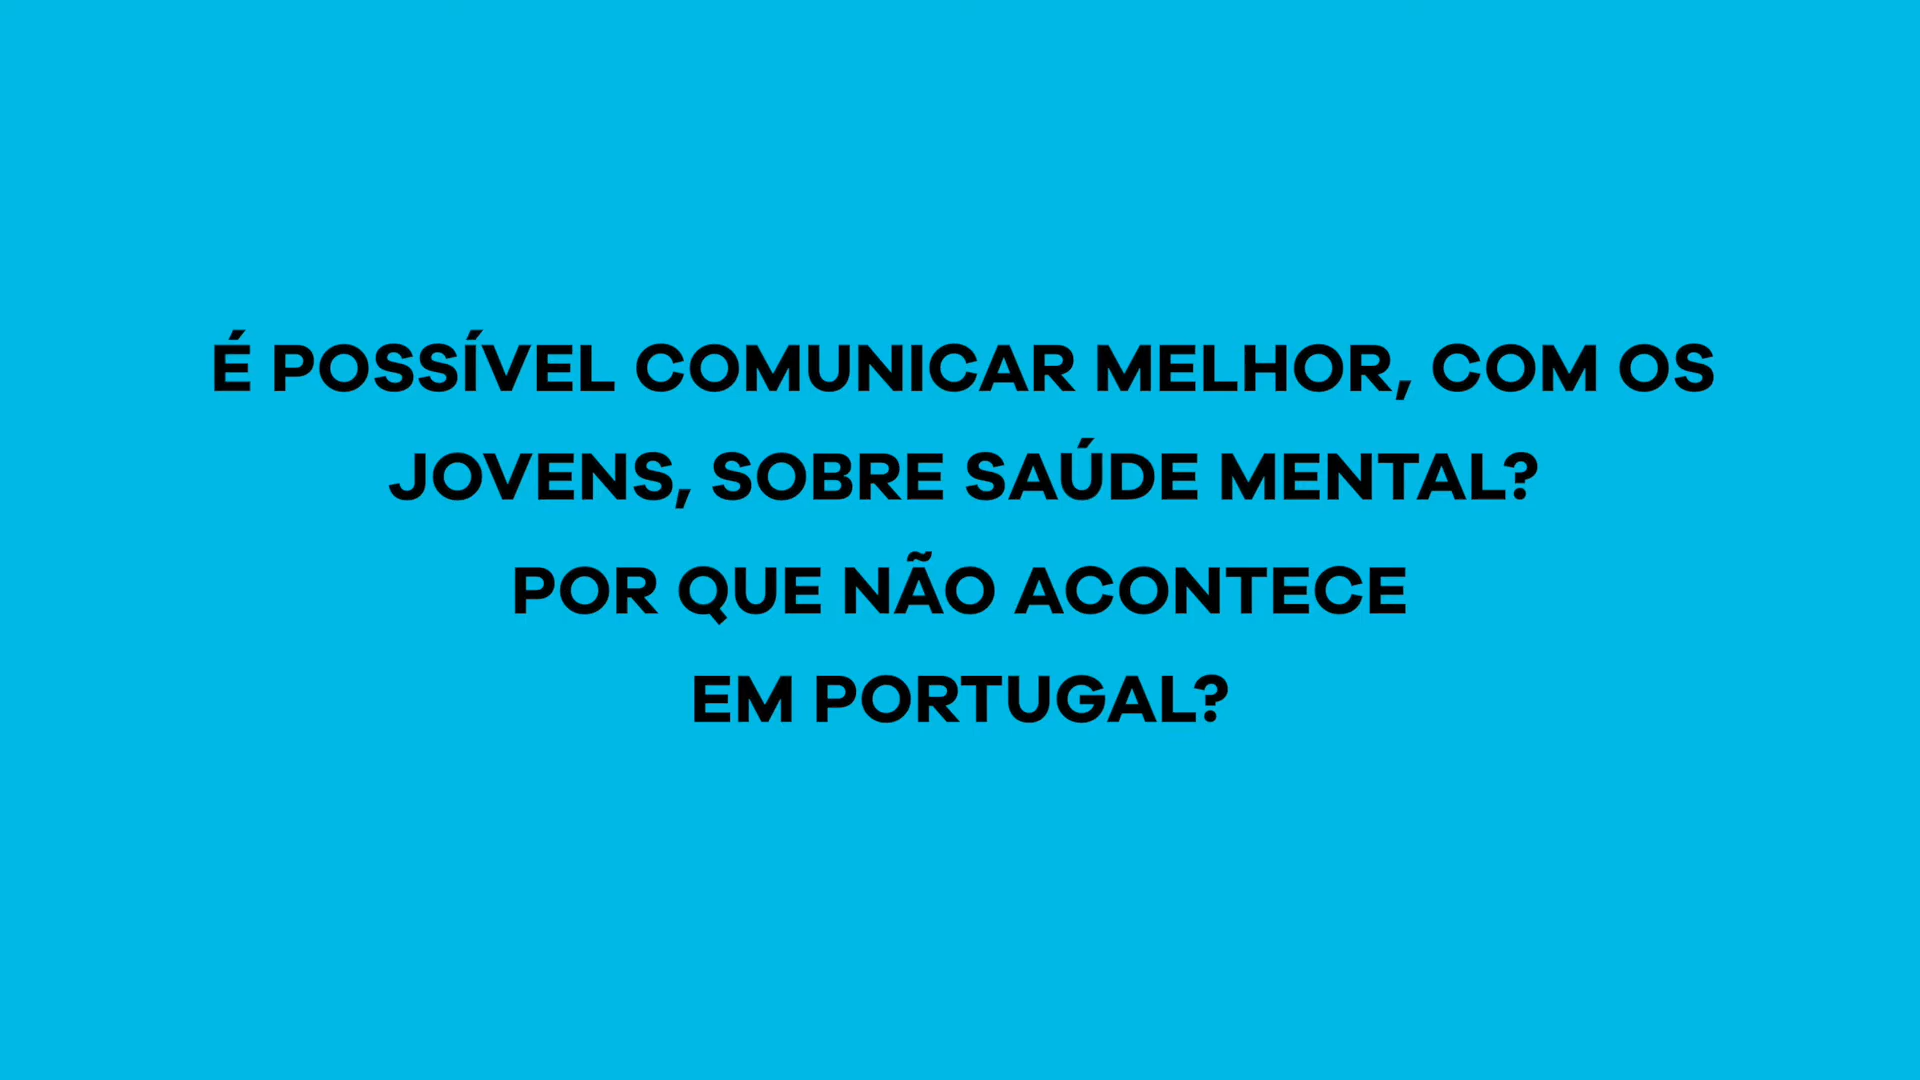 É POSSÍVEL COMUNICAR MELHOR, COM OS
JOVENS, SOBRE SAÚDE MENTAL?
POR QUE NÃO ACONTECE
EM PORTUGAL?